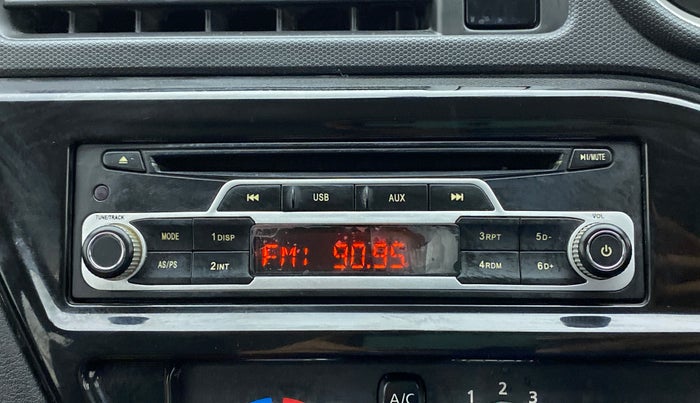 ▶II/MUTE
USB
AUX
TUNE/TRACK
VOL
MODE
1 DISP
3 RPT
5 D-
AS/PS
2 INT
FM1 90.95
4 RDM
6 D+
A/C
1 2 3